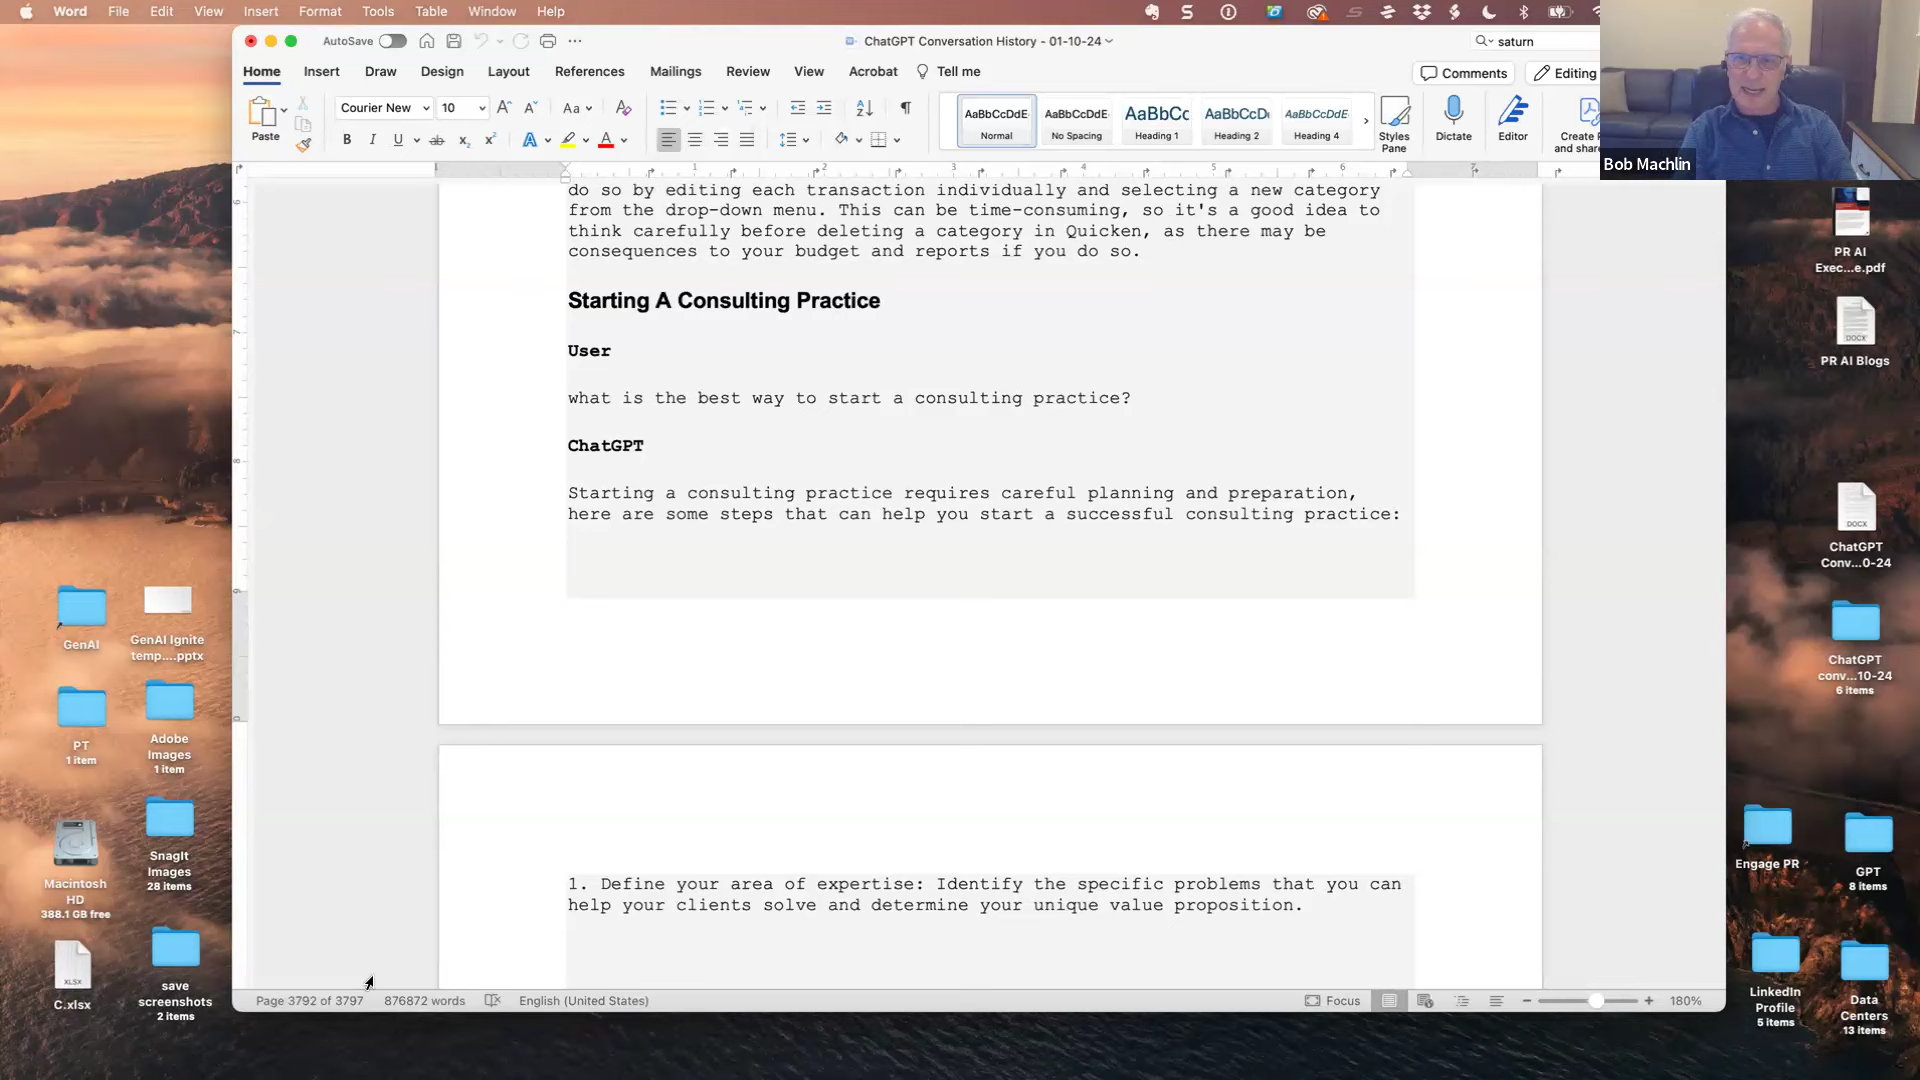 Word File Edit View Insert Format Tools Table Window Help
AutoSave
ChatGPT Conversation History - 01-10-24
saturn
Home Insert Draw Design Layout References Mailings Review View Acrobat Tell me
Comments Editing
Paste
Courier New 10
AaBbCcDdE
Normal
AaBbCcDdE
No Spacing
AaBbCc
Heading 1
AaBbCcD
Heading 2
AaBbCcDdE
Heading 4
Styles
Pane
Dictate
Editor
Create
and share
Bob Machlin
do so by editing each transaction individually and selecting a new category
from the drop-down menu. This can be time-consuming, so it's a good idea to
think carefully before deleting a category in Quicken, as there may be
consequences to your budget and reports if you do so.
Starting A Consulting Practice
User
what is the best way to start a consulting practice?
ChatGPT
Starting a consulting practice requires careful planning and preparation,
here are some steps that can help you start a successful consulting practice:
1. Define your area of expertise: Identify the specific problems that you can
help your clients solve and determine your unique value proposition.
Page 3792 of 3797 876872 words English (United States) Focus 180%
GenAI
GenAI Ignite
temp....pptx
PT
1 item
Adobe
Images
1 item
SnagIt
Images
28 items
Macintosh
HD
388.1 GB free
XLSX
C.xlsx
save
screenshots
2 items
PR AI
Exec...e.pdf
DOCX
PR AI Blogs
DOCX
ChatGPT
Conv...0-24
ChatGPT
conv...10-24
6 items
Engage PR
GPT
8 items
LinkedIn
Profile
5 items
Data
Centers
13 items